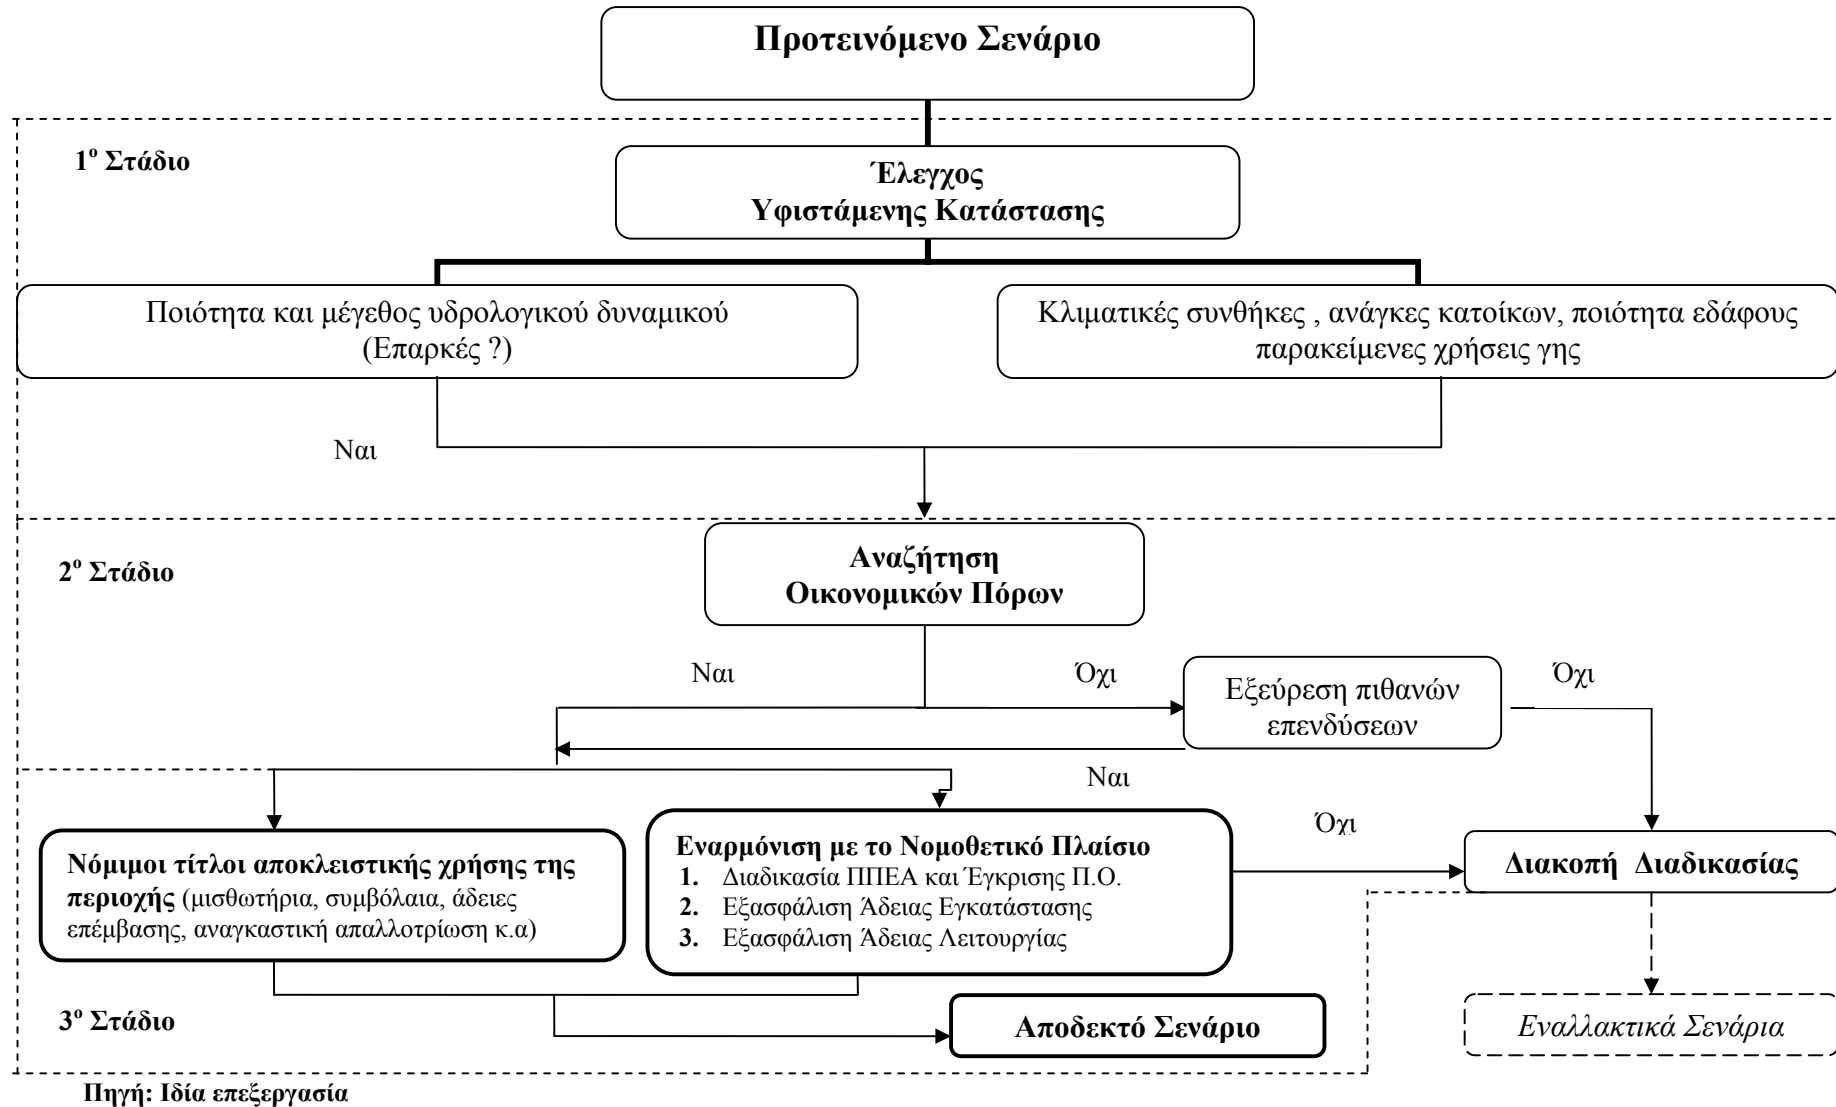 Προτεινόμενο Σενάριο
1ο Στάδιο
Έλεγχος
Υφιστάμενης Κατάστασης
Ποιότητα και μέγεθος υδρολογικού δυναμικού
(Επαρκές ?)
Κλιματικές συνθήκες , ανάγκες κατοίκων, ποιότητα εδάφους
παρακείμενες χρήσεις γης
Ναι
2ο Στάδιο
Αναζήτηση
Οικονομικών Πόρων
Ναι
Όχι
Εξεύρεση πιθανών
επενδύσεων
Όχι
Ναι
Νόμιμοι τίτλοι αποκλειστικής χρήσης της
περιοχής (μισθωτήρια, συμβόλαια, άδειες
επέμβασης, αναγκαστική απαλλοτρίωση κ.α)
Εναρμόνιση με το Νομοθετικό Πλαίσιο
1. Διαδικασία ΠΠΕΑ και Έγκρισης Π.Ο.
2. Εξασφάλιση Άδειας Εγκατάστασης
3. Εξασφάλιση Άδειας Λειτουργίας
Όχι
Διακοπή Διαδικασίας
3ο Στάδιο
Αποδεκτό Σενάριο
Εναλλακτικά Σενάρια
Πηγή: Ιδία επεξεργασία